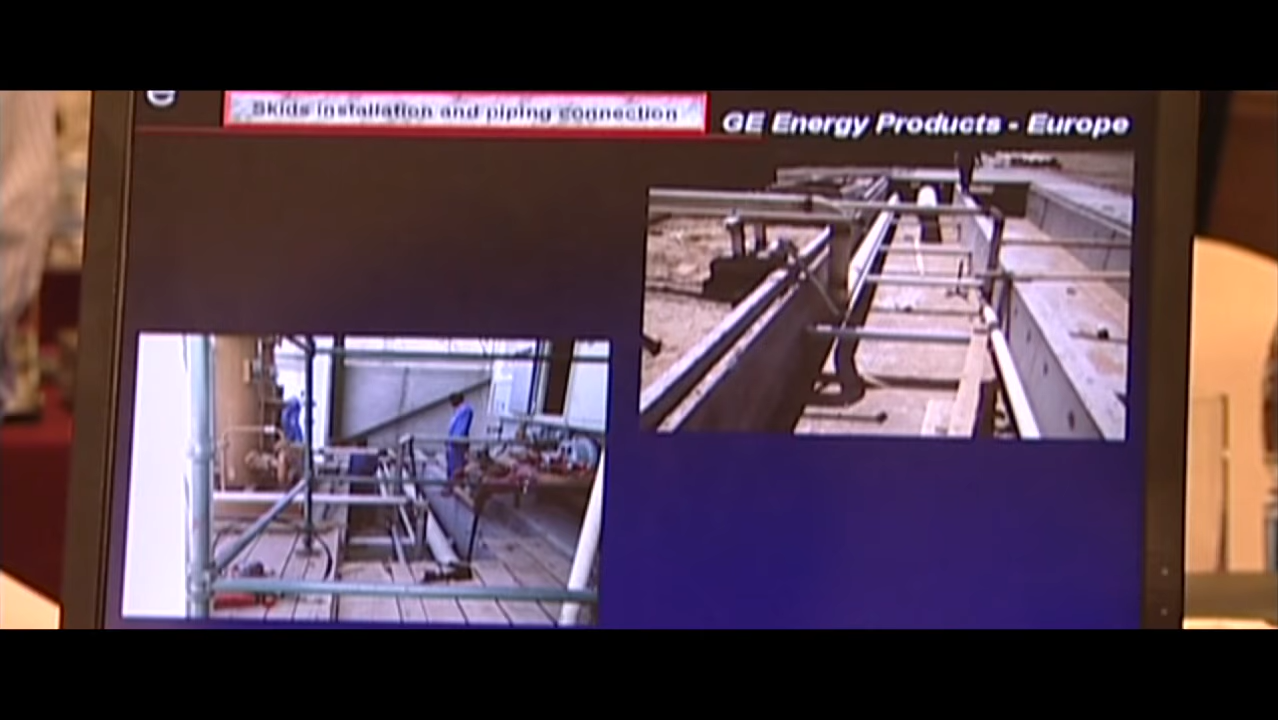 Skids installation and piping connection
GE Energy Products - Europe